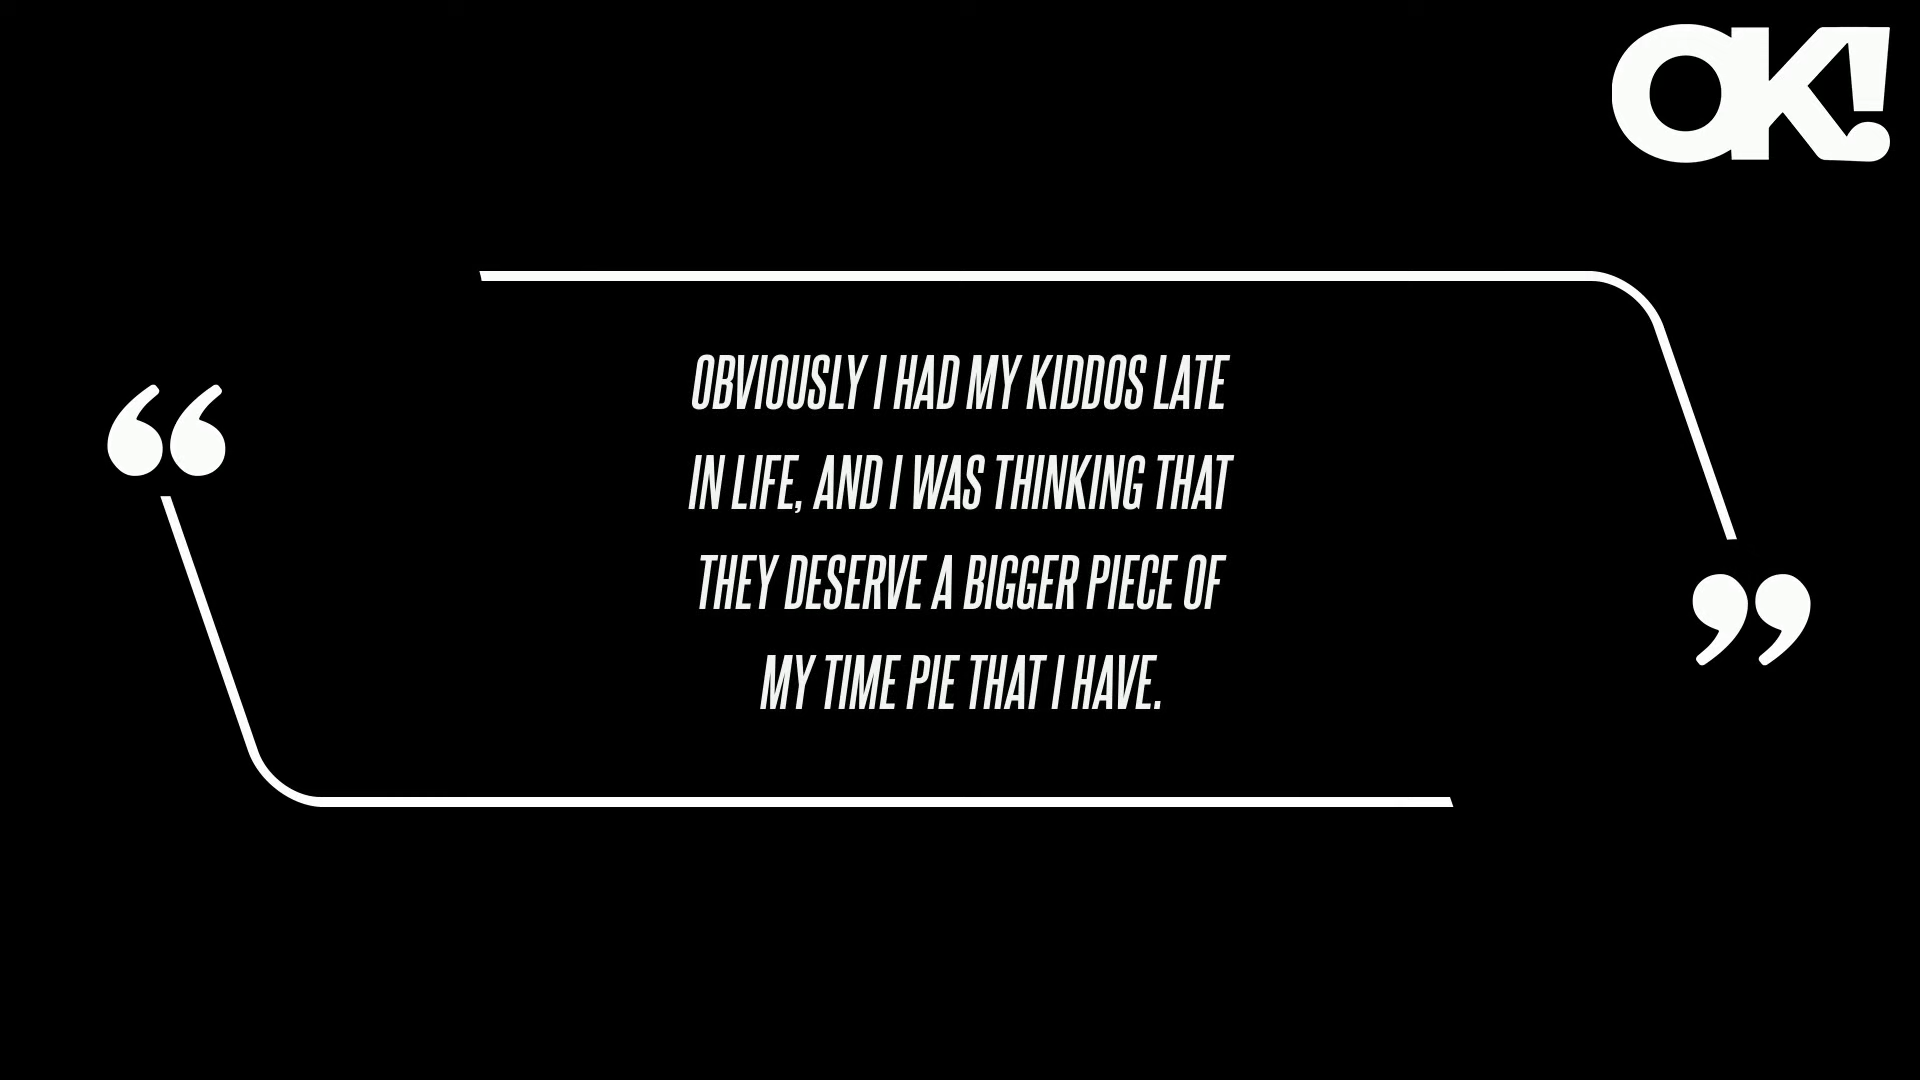 OK!
“
OBVIOUSLY I HAD MY KIDDOS LATE
IN LIFE, AND I WAS THINKING THAT
THEY DESERVE A BIGGER PIECE OF
MY TIME PIE THAT I HAVE.
”